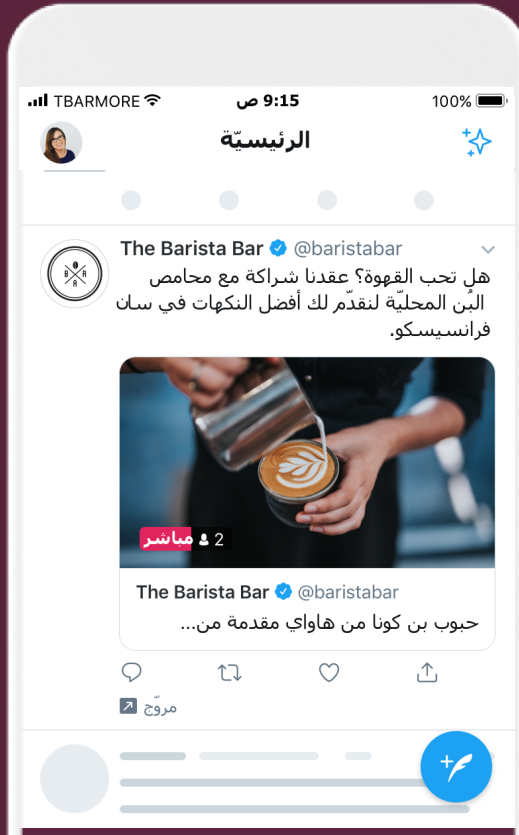 TBARMORE
9:15 ص
100%
الرئيسيّة
The Barista Bar @baristabar
هل تحب القهوة؟ عقدنا شراكة مع محامص
البُن المحليّة لنقدّم لك أفضل النكهات في سان
فرانسيسكو.
B A R
مباشر 2
The Barista Bar @baristabar
حبوب بن كونا من هاواي مقدمة من...
مروّج